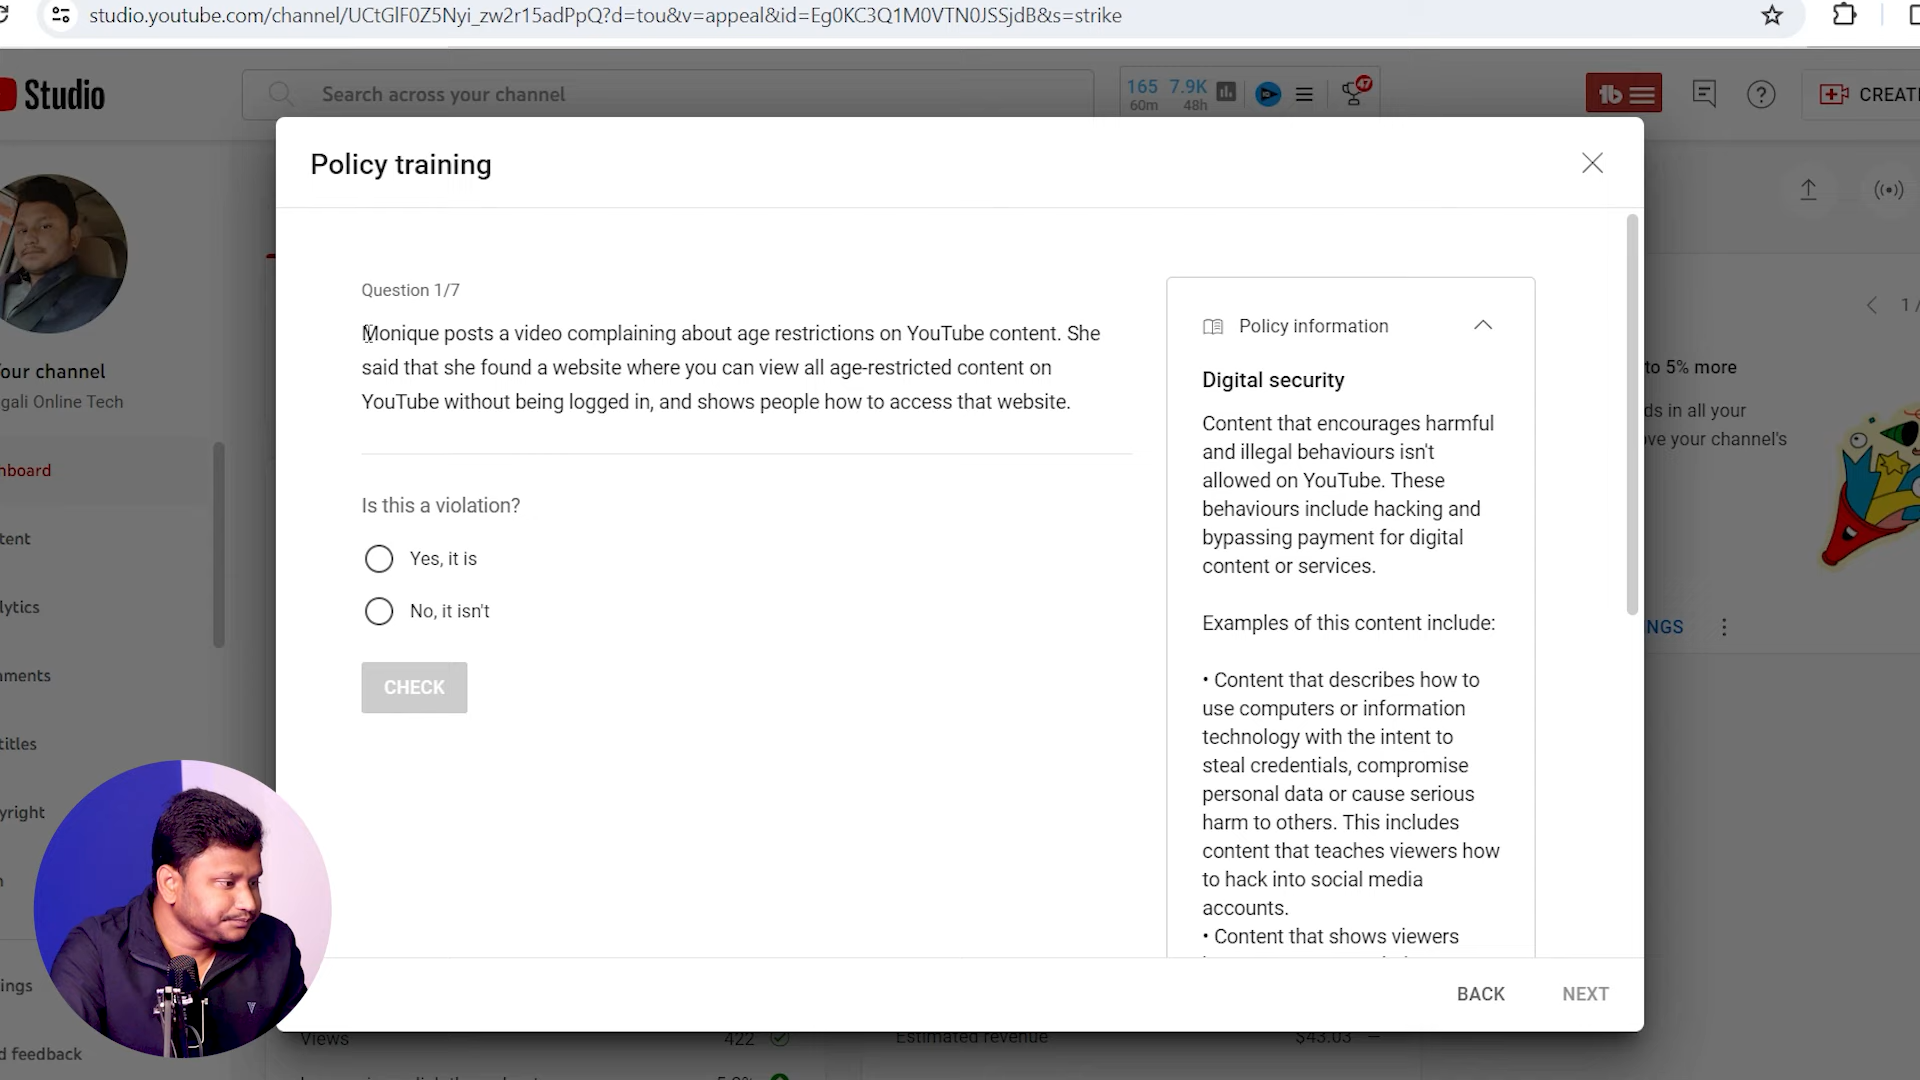 studio.youtube.com/channel/UCtGlF0Z5Nyi_zw2r15adPpQ?d=tou&v=appeal&id=Eg0KC3Q1M0VTN0JSSjdB&s=strike
Studio
Search across your channel
165 7.9K
60m 48h
CREATE
Policy training
Question 1/7
Monique posts a video complaining about age restrictions on YouTube content. She
said that she found a website where you can view all age-restricted content on
YouTube without being logged in, and shows people how to access that website.
Is this a violation?
Yes, it is
No, it isn't
CHECK
Policy information
Digital security
Content that encourages harmful
and illegal behaviours isn't
allowed on YouTube. These
behaviours include hacking and
bypassing payment for digital
content or services.
Examples of this content include:
• Content that describes how to
use computers or information
technology with the intent to
steal credentials, compromise
personal data or cause serious
harm to others. This includes
content that teaches viewers how
to hack into social media
accounts.
• Content that shows viewers
BACK
NEXT
our channel
gali Online Tech
hboard
tent
lytics
ments
titles
yright
n
ings
d feedback
1 /
to 5% more
ds in all your
ove your channel's
NGS
Views
422
Estimated revenue
$43.03 —